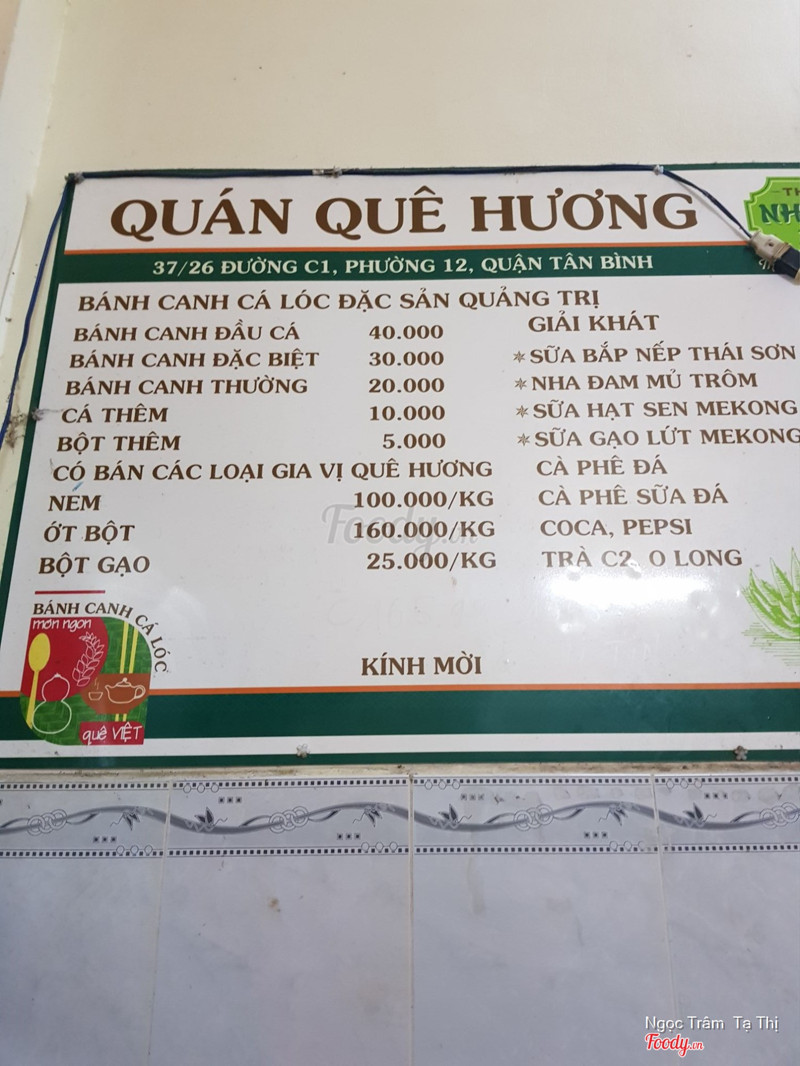 QUÁN QUÊ HƯƠNG
37/26 ĐƯỜNG C1, PHƯỜNG 12, QUẬN TÂN BÌNH
BÁNH CANH CÁ LÓC ĐẶC SẢN QUẢNG TRỊ
BÁNH CANH ĐẦU CÁ 40.000
BÁNH CANH ĐẶC BIỆT 30.000
BÁNH CANH THƯỜNG 20.000
CÁ THÊM 10.000
BỘT THÊM 5.000
CÓ BÁN CÁC LOẠI GIA VỊ QUÊ HƯƠNG
NEM 100.000/KG
ỚT BỘT 160.000/KG
BỘT GẠO 25.000/KG
GIẢI KHÁT
*SỮA BẮP NẾP THÁI SƠN
*NHA ĐAM MỦ TRÔM
*SỮA HẠT SEN MEKONG
*SỮA GẠO LỨT MEKONG
CÀ PHÊ ĐÁ
CÀ PHÊ SỮA ĐÁ
COCA, PEPSI
TRÀ C2, O LONG
BÁNH CANH CÁ LÓC
món ngon
quê VIỆT
KÍNH MỜI
Foody.vn
Ngọc Trâm Tạ Thị
Foody.vn